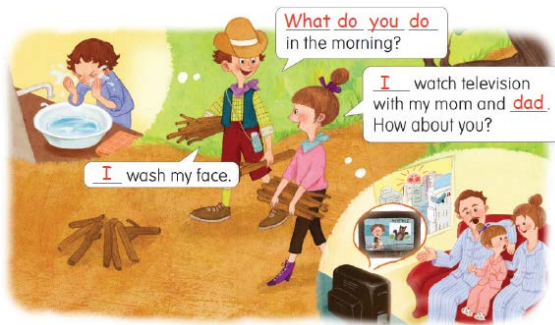 What do you do
in the morning?
I watch television
with my mom and dad.
How about you?
I wash my face.